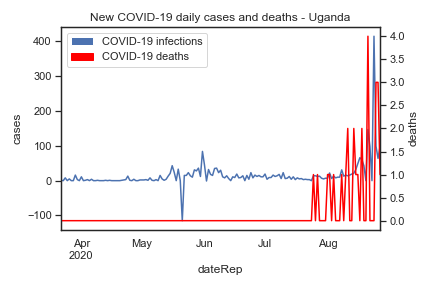 New COVID-19 daily cases and deaths - Uganda
COVID-19 infections
COVID-19 deaths
400
300
200
100
0
−100
cases
4.0
3.5
3.0
2.5
2.0
1.5
1.0
0.5
0.0
deaths
Apr
2020
May
Jun
Jul
Aug
dateRep